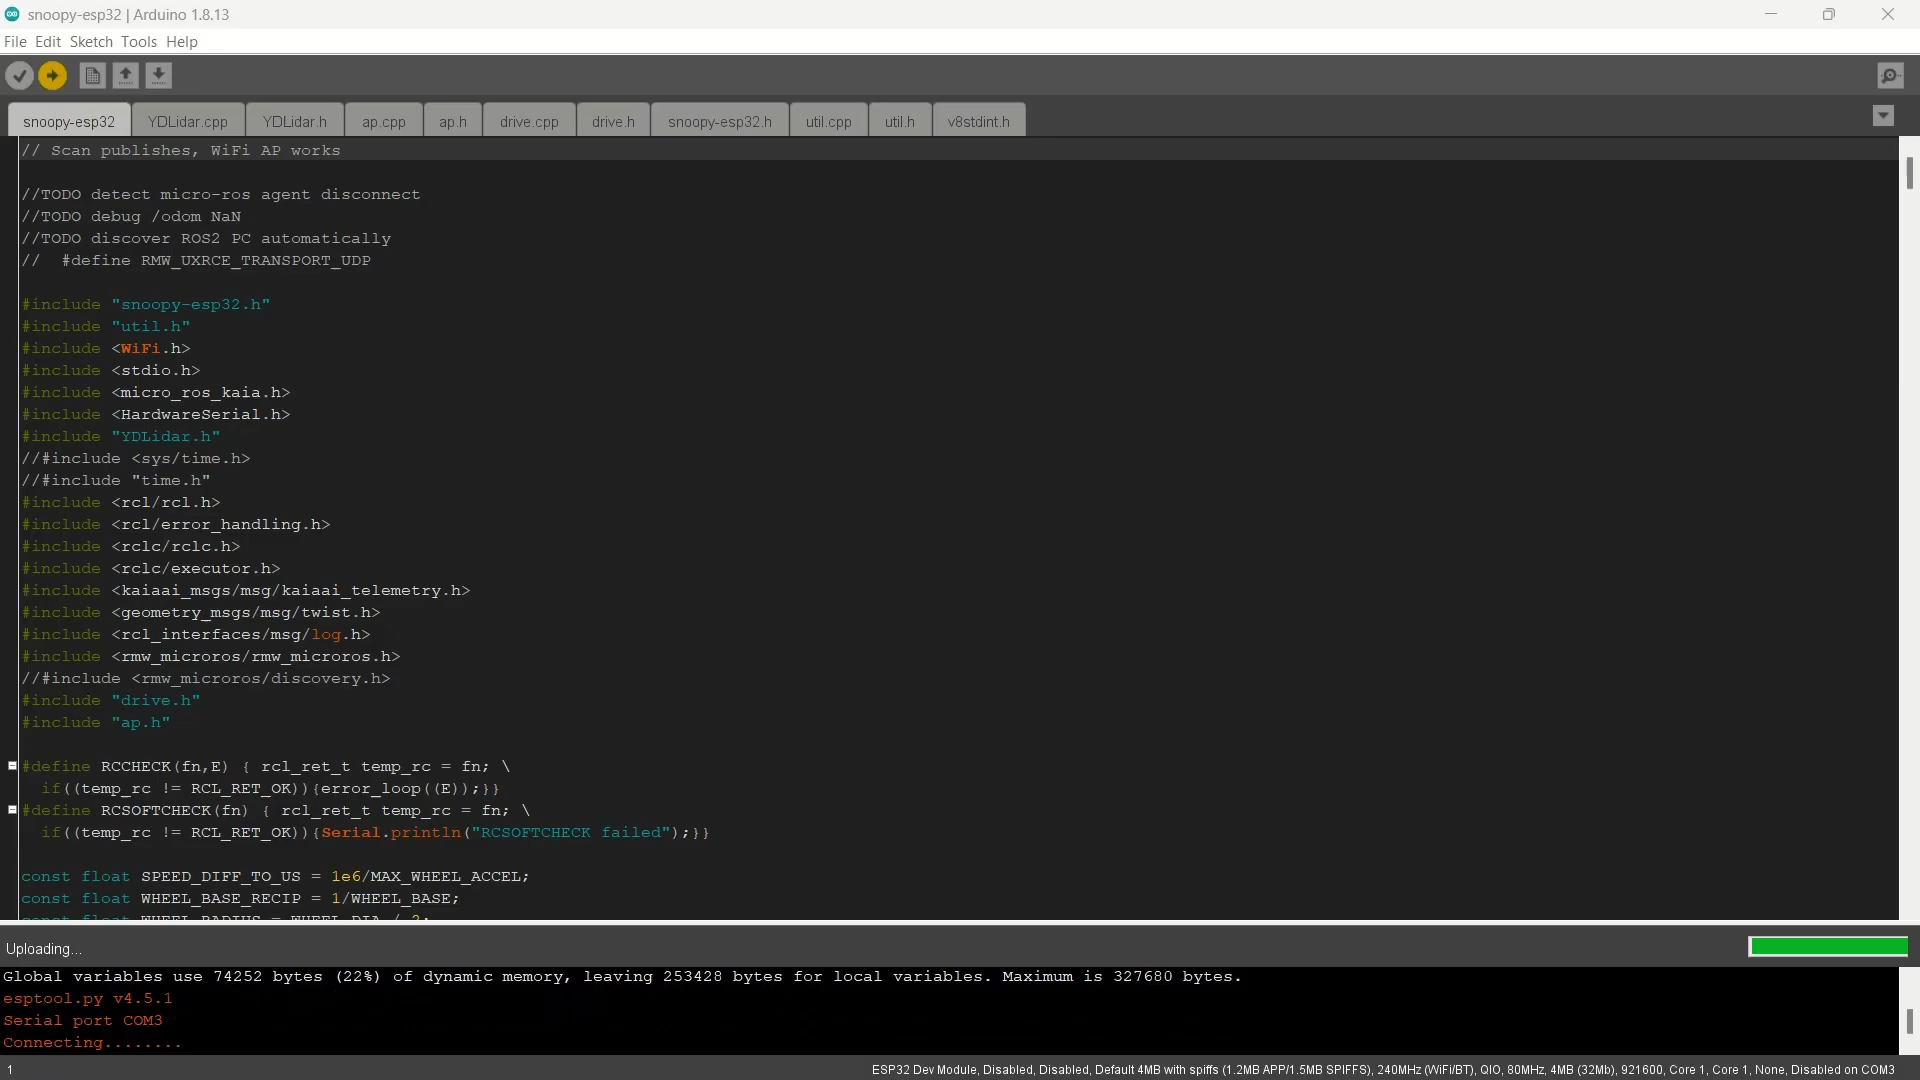 snoopy-esp32 | Arduino 1.8.13
File Edit Sketch Tools Help
snoopy-esp32 YDLidar.cpp YDLidar.h ap.cpp ap.h drive.cpp drive.h snoopy-esp32.h util.cpp util.h v8stdint.h
// Scan publishes, WiFi AP works
//TODO detect micro-ros agent disconnect
//TODO debug /odom NaN
//TODO discover ROS2 PC automatically
//  #define RMW_UXRCE_TRANSPORT_UDP
#include "snoopy-esp32.h"
#include "util.h"
#include <WiFi.h>
#include <stdio.h>
#include <micro_ros_kaia.h>
#include <HardwareSerial.h>
#include "YDLidar.h"
//#include <sys/time.h>
//#include "time.h"
#include <rcl/rcl.h>
#include <rcl/error_handling.h>
#include <rclc/rclc.h>
#include <rclc/executor.h>
#include <kaiaai_msgs/msg/kaiaai_telemetry.h>
#include <geometry_msgs/msg/twist.h>
#include <rcl_interfaces/msg/log.h>
#include <rmw_microros/rmw_microros.h>
//#include <rmw_microros/discovery.h>
#include "drive.h"
#include "ap.h"
#define RCCHECK(fn,E) { rcl_ret_t temp_rc = fn; \
  if((temp_rc != RCL_RET_OK)){error_loop((E));}}
#define RCSOFTCHECK(fn) { rcl_ret_t temp_rc = fn; \
  if((temp_rc != RCL_RET_OK)){Serial.println("RCSOFTCHECK failed");}}
const float SPEED_DIFF_TO_US = 1e6/MAX_WHEEL_ACCEL;
const float WHEEL_BASE_RECIP = 1/WHEEL_BASE;
const float WHEEL_RADIUS = WHEEL_DIA / 2;
Uploading...
Global variables use 74252 bytes (22%) of dynamic memory, leaving 253428 bytes for local variables. Maximum is 327680 bytes.
esptool.py v4.5.1
Serial port COM3
Connecting........
1 ESP32 Dev Module, Disabled, Disabled, Default 4MB with spiffs (1.2MB APP/1.5MB SPIFFS), 240MHz (WiFi/BT), QIO, 80MHz, 4MB (32Mb), 921600, Core 1, Core 1, None, Disabled on COM3